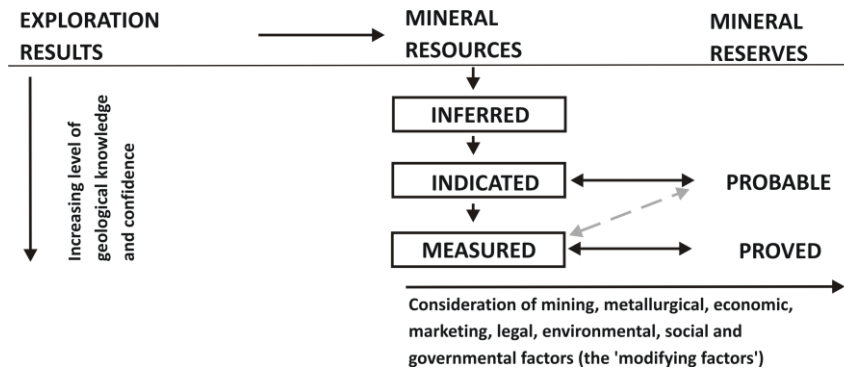 EXPLORATION
RESULTS
MINERAL
RESOURCES
MINERAL
RESERVES
Increasing level of
geological knowledge
and confidence
INFERRED
INDICATED
PROBABLE
MEASURED
PROVED
Consideration of mining, metallurgical, economic,
marketing, legal, environmental, social and
governmental factors (the 'modifying factors')